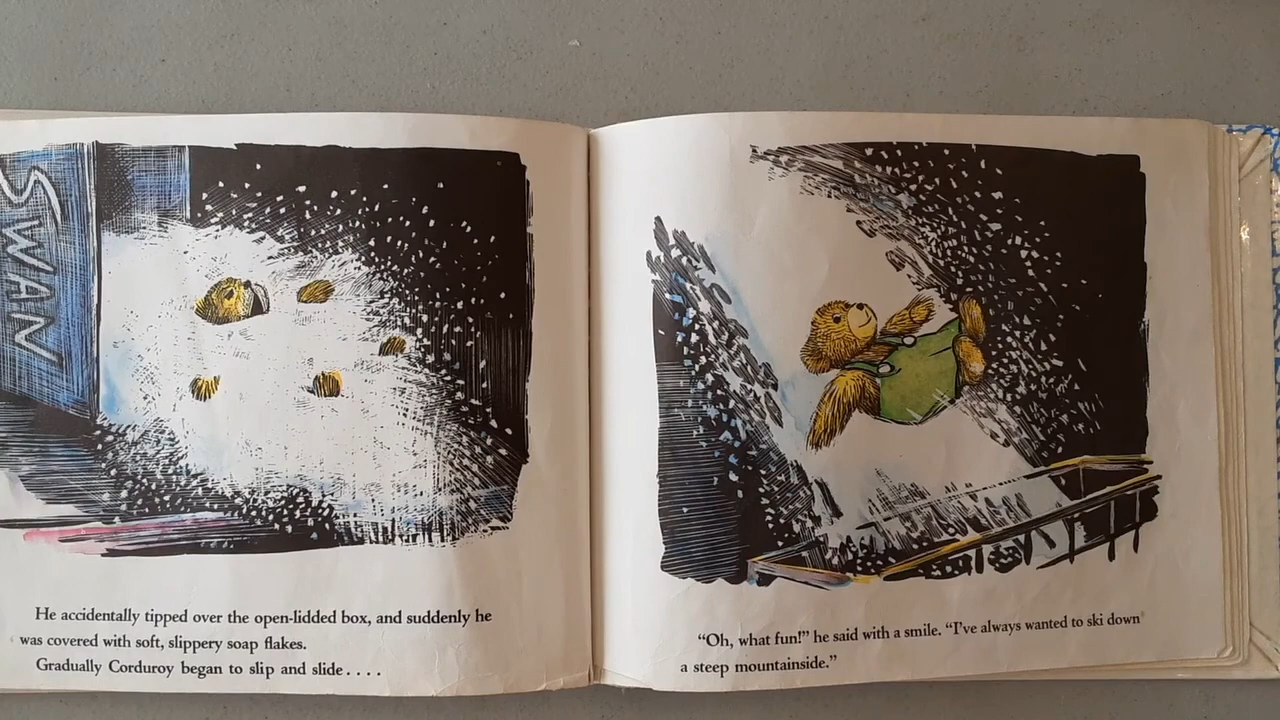 SWAN
He accidentally tipped over the open-lidded box, and suddenly he
was covered with soft, slippery soap flakes.
Gradually Corduroy began to slip and slide . . . .
"Oh, what fun!" he said with a smile. "I've always wanted to ski down
a steep mountainside."